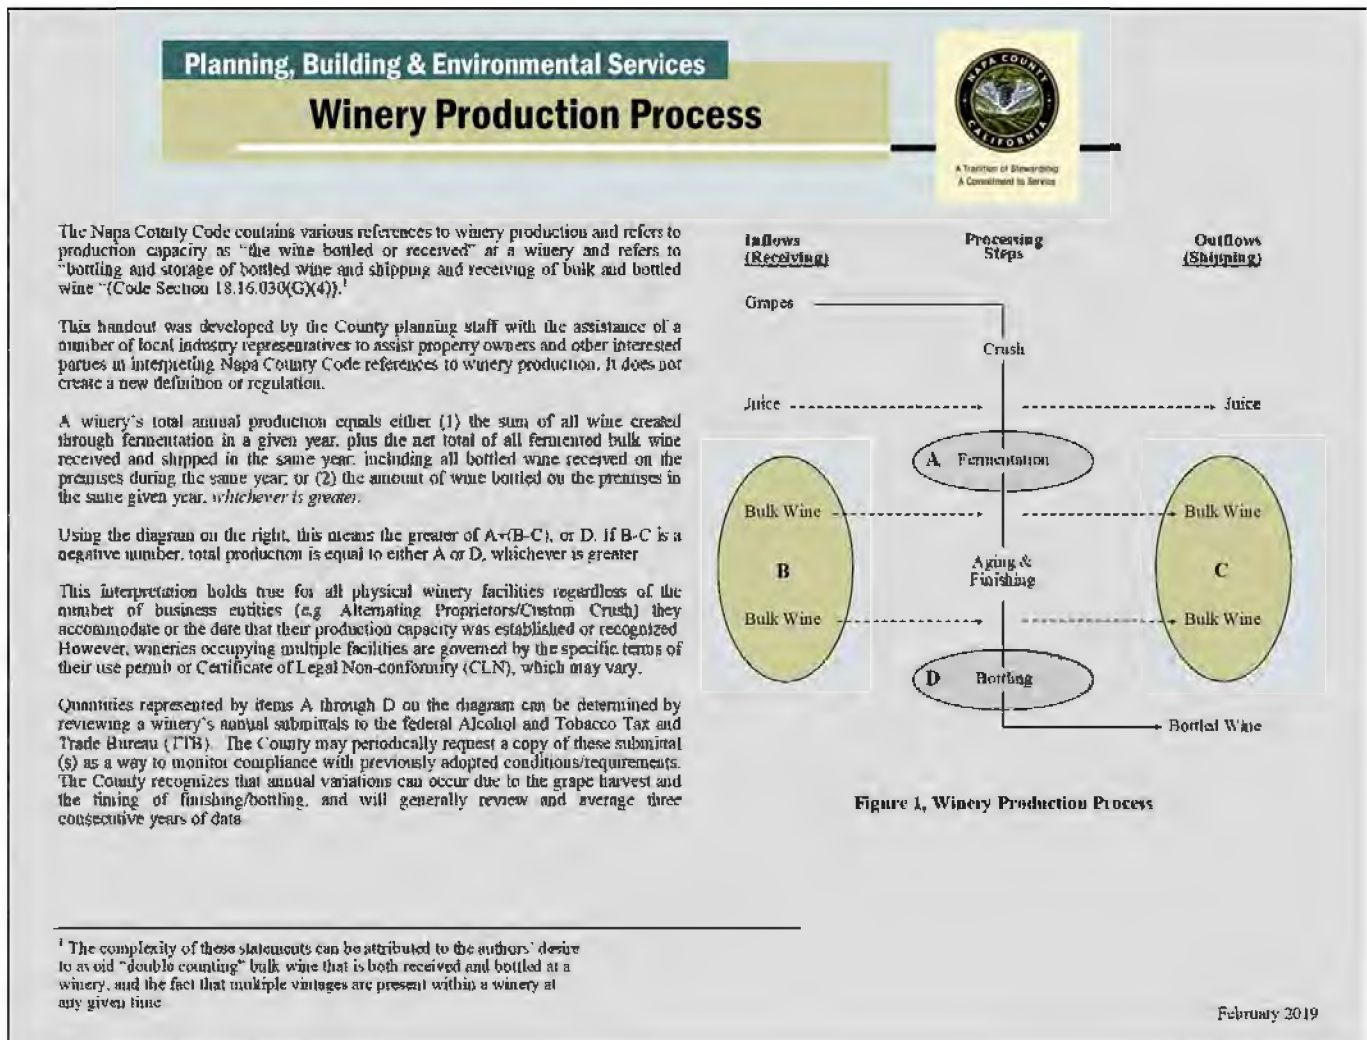 Planning, Building & Environmental Services
Winery Production Process
NAPA COUNTY
CALIFORNIA
A Tradition of Stewardship
A Commitment to Service
The Napa County Code contains various references to winery production and refers to
production capacity as "the wine bottled or received" at a winery and refers to
"bottling and storage of bottled wine and shipping and receiving of bulk and bottled
wine "(Code Section 18.16.030(G)(4)).1
This handout was developed by the County planning staff with the assistance of a
number of local industry representatives to assist property owners and other interested
parties in interpreting Napa County Code references to winery production. It does not
create a new definition or regulation.
A winery's total annual production equals either (1) the sum of all wine created
through fermentation in a given year, plus the net total of all fermented bulk wine
received and shipped in the same year, including all bottled wine received on the
premises during the same year; or (2) the amount of wine bottled on the premises in
the same given year, whichever is greater.
Using the diagram on the right, this means the greater of A+(B-C), or D. If B-C is a
negative number, total production is equal to either A or D, whichever is greater
This interpretation holds true for all physical winery facilities regardless of the
number of business entities (e.g. Alternating Proprietors/Custom Crush) they
accommodate or the date that their production capacity was established or recognized
However, wineries occupying multiple facilities are governed by the specific terms of
their use permit or Certificate of Legal Non-conformity (CLN), which may vary.
Quantities represented by items A through D on the diagram can be determined by
reviewing a winery's annual submittals to the federal Alcohol and Tobacco Tax and
Trade Bureau (TTB). The County may periodically request a copy of these submittal
(s) as a way to monitor compliance with previously adopted conditions/requirements.
The County recognizes that annual variations can occur due to the grape harvest and
the timing of finishing/bottling, and will generally review and average three
consecutive years of data
Inflows
(Receiving)
Processing
Steps
Outflows
(Shipping)
Grapes
Crush
Juice
Juice
A Fermentation
Bulk Wine
Bulk Wine
B
Aging &
Finishing
C
Bulk Wine
Bulk Wine
D Bottling
Bottled Wine
Figure 1, Winery Production Process
1 The complexity of these statements can be attributed to the authors' desire
to avoid "double counting" bulk wine that is both received and bottled at a
winery, and the fact that multiple vintages are present within a winery at
any given time
February 2019